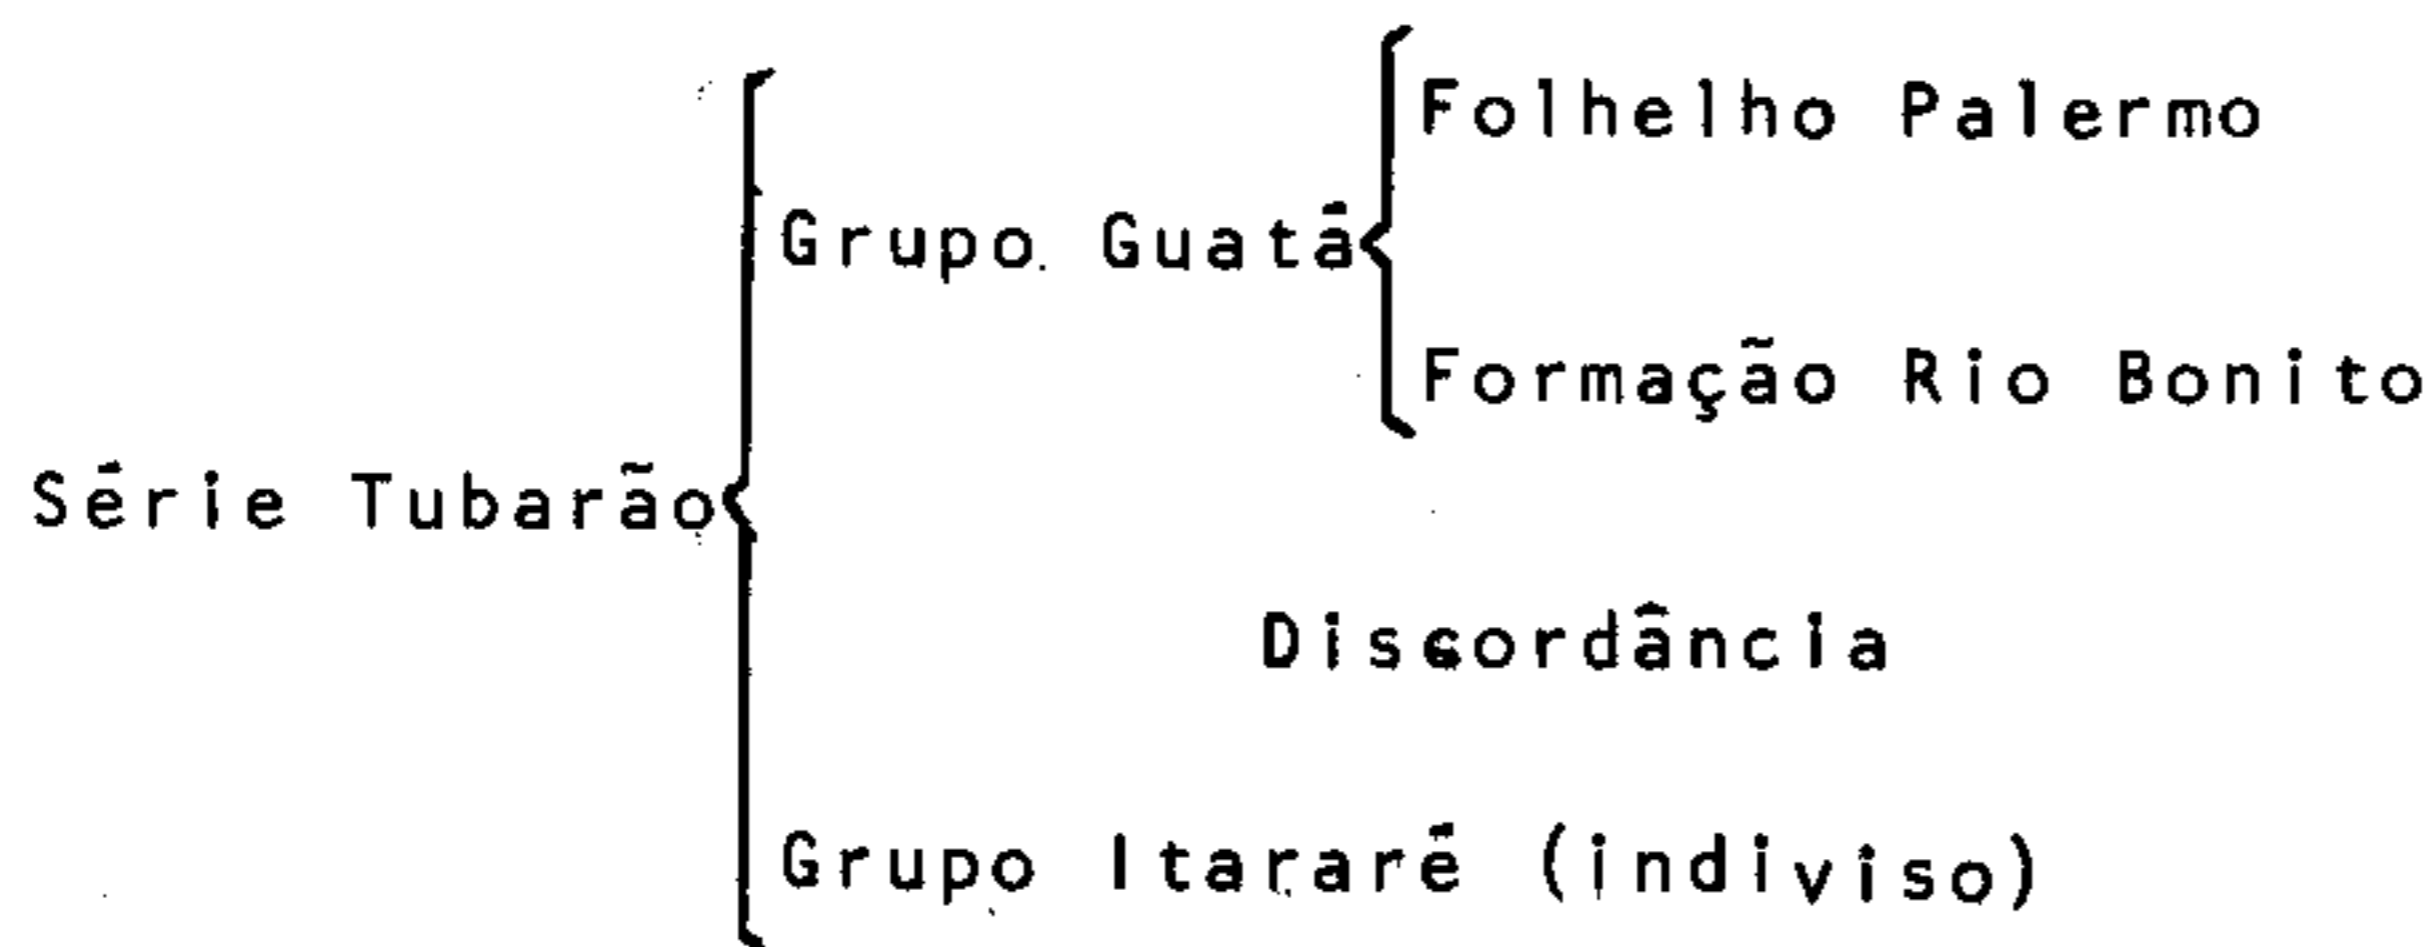 Folhelho Palermo
Grupo Guatá
Formação Rio Bonito
Série Tubarão
Discordância
Grupo Itararé (indiviso)